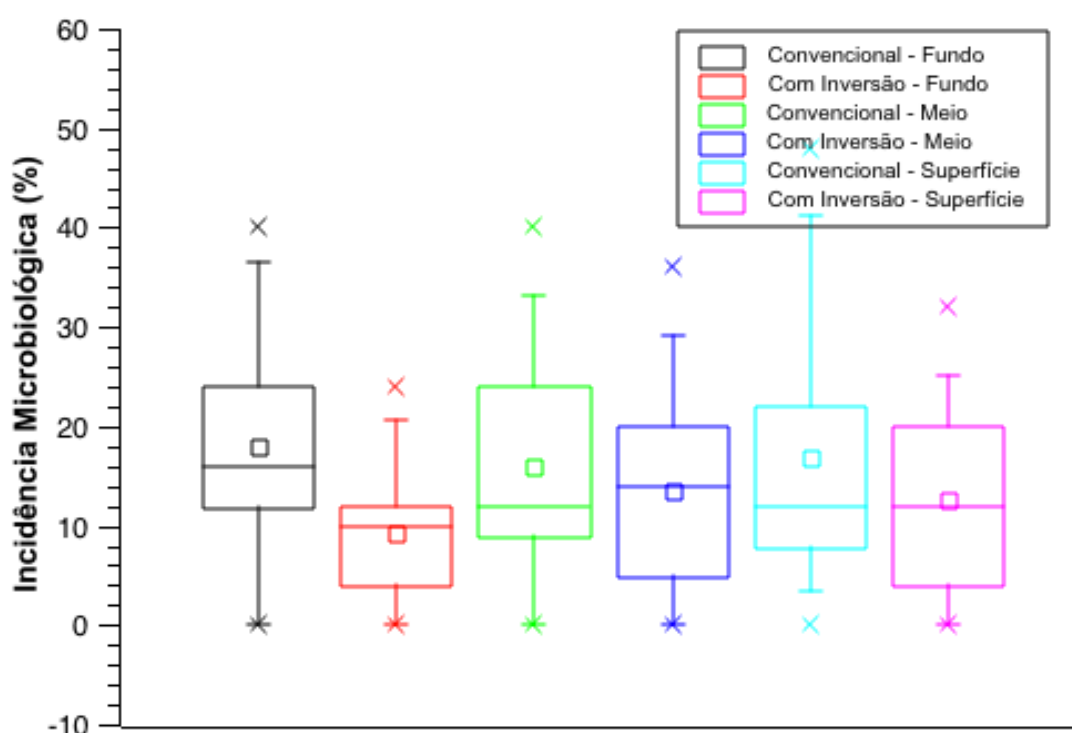 Incidência Microbiológica (%)
60
50
40
30
20
10
0
-10
Convencional - Fundo
Com Inversão - Fundo
Convencional - Meio
Com Inversão - Meio
Convencional - Superfície
Com Inversão - Superfície